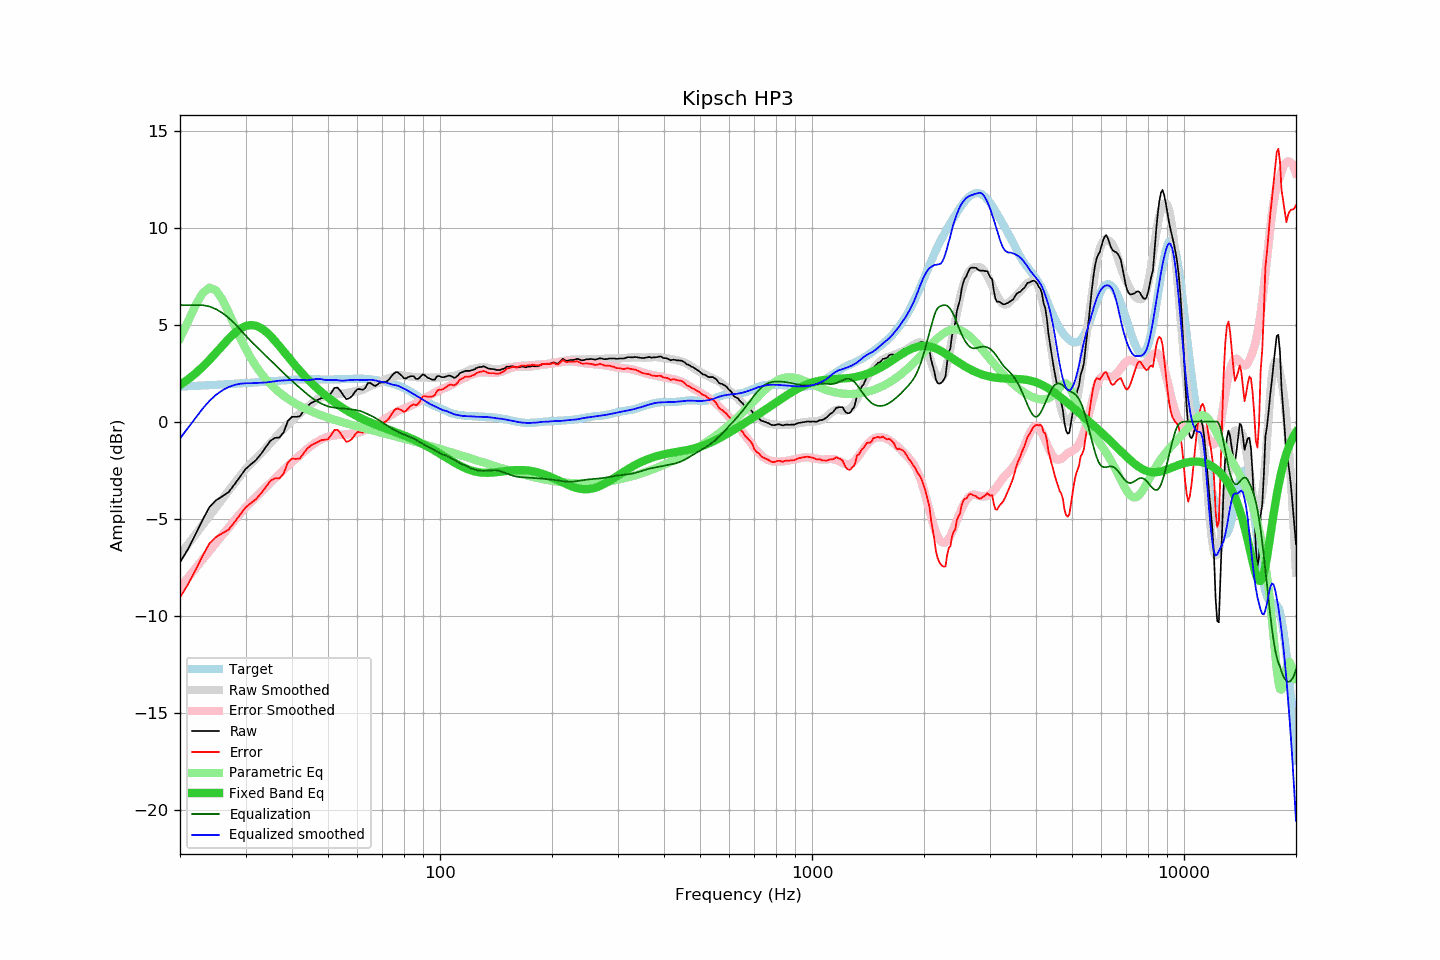 Kipsch HP3
15
10
5
0
−5
−10
−15
−20
Amplitude (dBr)
Target
Raw Smoothed
Error Smoothed
Raw
Error
Parametric Eq
Fixed Band Eq
Equalization
Equalized smoothed
100
1000
10000
Frequency (Hz)